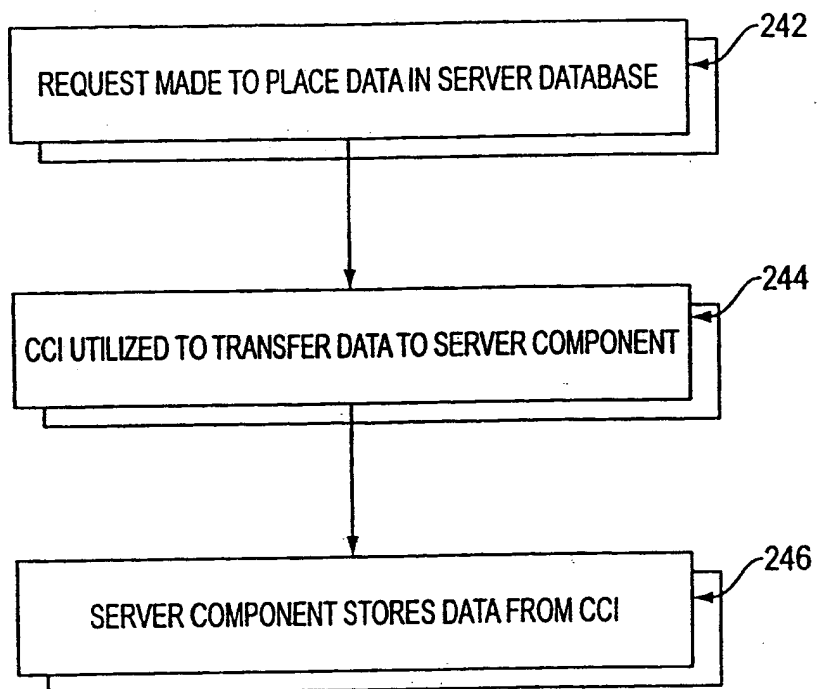 242
REQUEST MADE TO PLACE DATA IN SERVER DATABASE
244
CCI UTILIZED TO TRANSFER DATA TO SERVER COMPONENT
246
SERVER COMPONENT STORES DATA FROM CCI